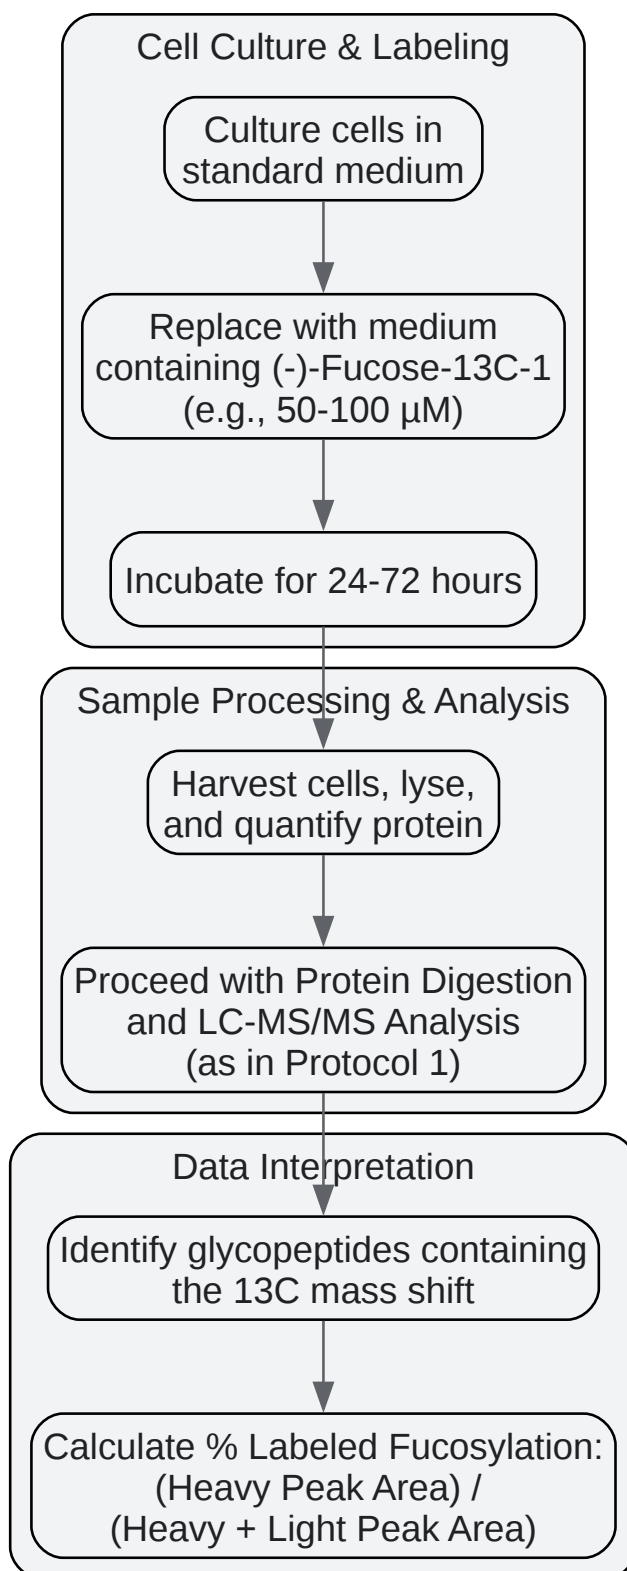 Cell Culture & Labeling
Culture cells in
standard medium
Replace with medium
containing (-)-Fucose-13C-1
(e.g., 50-100 µM)
Incubate for 24-72 hours
Sample Processing & Analysis
Harvest cells, lyse,
and quantify protein
Proceed with Protein Digestion
and LC-MS/MS Analysis
(as in Protocol 1)
Data Interpretation
Identify glycopeptides containing
the 13C mass shift
Calculate % Labeled Fucosylation:
(Heavy Peak Area) /
(Heavy + Light Peak Area)